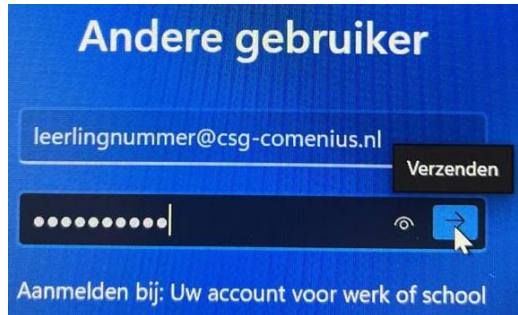 Andere gebruiker
leerlingnummer@csg-comenius.nl
Verzenden
••••••••••
Aanmelden bij: Uw account voor werk of school